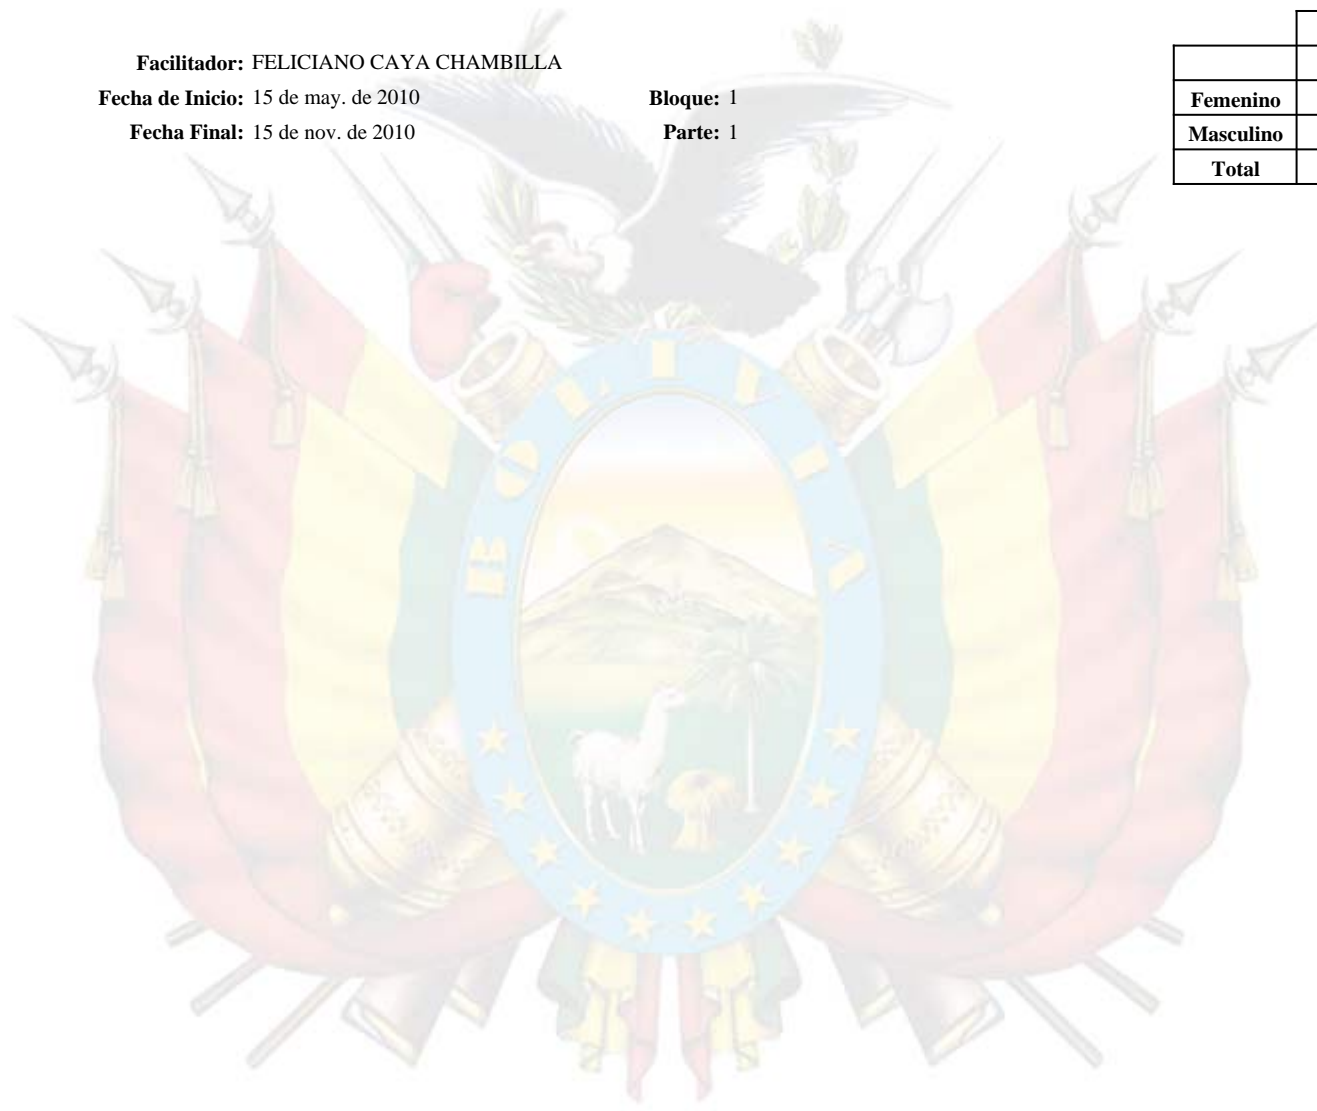 Facilitador: FELICIANO CAYA CHAMBILLA
Fecha de Inicio: 15 de may. de 2010 Bloque: 1
Fecha Final: 15 de nov. de 2010 Parte: 1
Femenino
Masculino
Total
BOLIVIA